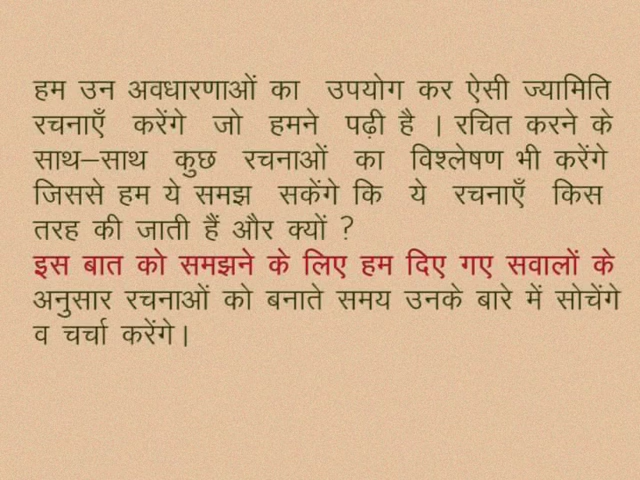 हम उन अवधारणाओं का उपयोग कर ऐसी ज्यामिति
रचनाएँ करेंगे जो हमने पढ़ी है । रचित करने के
साथ–साथ कुछ रचनाओं का विश्लेषण भी करेंगे
जिससे हम ये समझ सकेंगे कि ये रचनाएँ किस
तरह की जाती हैं और क्यों ?
इस बात को समझने के लिए हम दिए गए सवालों के
अनुसार रचनाओं को बनाते समय उनके बारे में सोचेंगे
व चर्चा करेंगे।